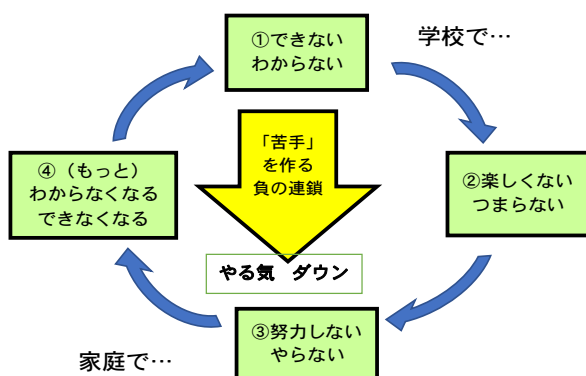 ①できない
わからない
学校で…
「苦手」
を作る
負の連鎖
②楽しくない
つまらない
④（もっと）
わからなくなる
できなくなる
やる気　ダウン
③努力しない
やらない
家庭で…